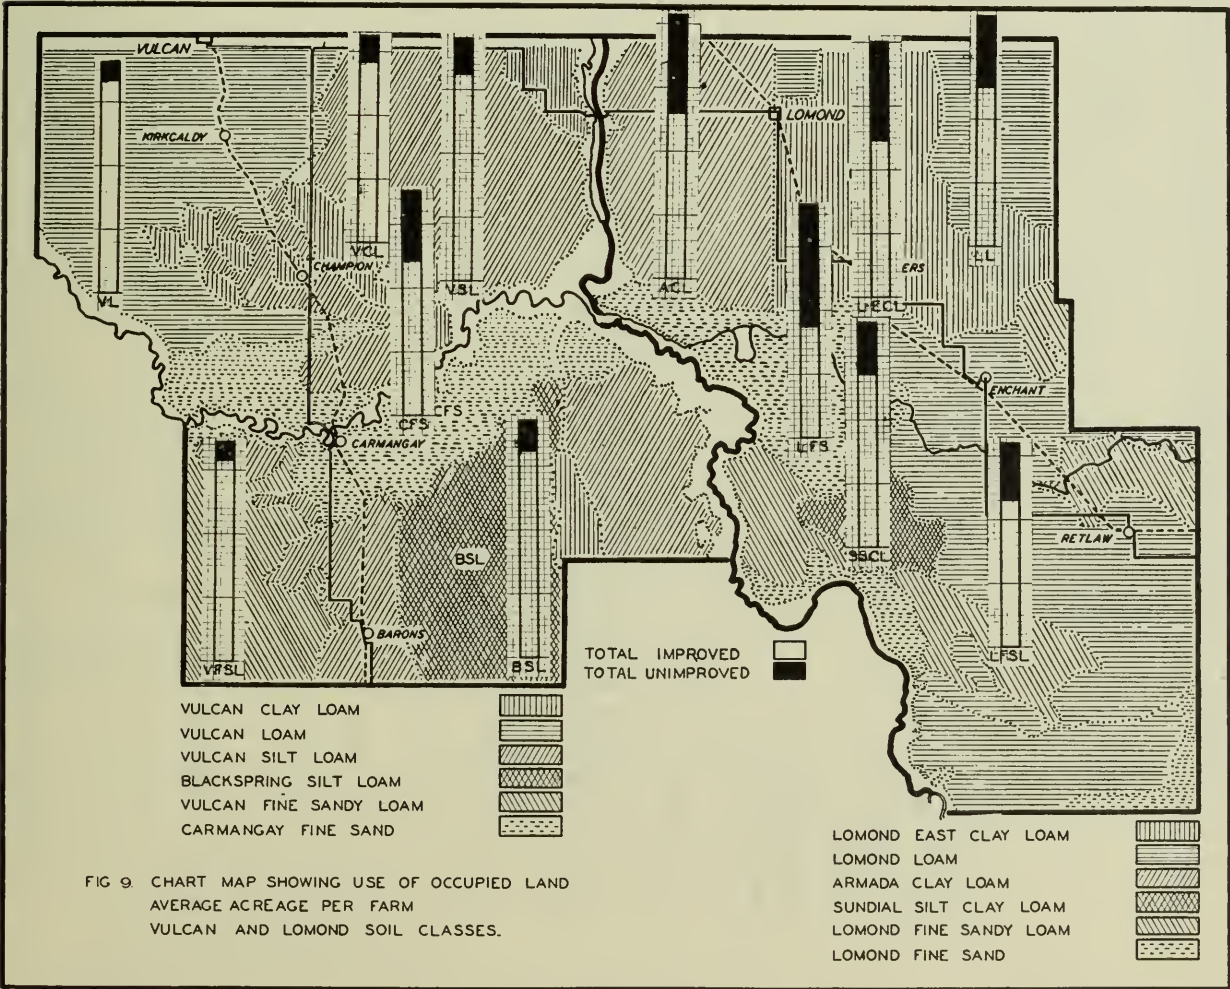 VULCAN
KIRKCALDY
LOMOND
CHAMPION
VCL
VSL
VL
ACL
ERS
LL
LECL
CFS
CFS
CARMANGAY
ENCHANT
LFS
BSL
SSCL
RETLAW
BARONS
VFSL
BSL
LFSL
TOTAL IMPROVED
TOTAL UNIMPROVED
VULCAN CLAY LOAM
VULCAN LOAM
VULCAN SILT LOAM
BLACKSPRING SILT LOAM
VULCAN FINE SANDY LOAM
CARMANGAY FINE SAND
LOMOND EAST CLAY LOAM
LOMOND LOAM
ARMADA CLAY LOAM
SUNDIAL SILT CLAY LOAM
LOMOND FINE SANDY LOAM
LOMOND FINE SAND
FIG 9. CHART MAP SHOWING USE OF OCCUPIED LAND
AVERAGE ACREAGE PER FARM
VULCAN AND LOMOND SOIL CLASSES.